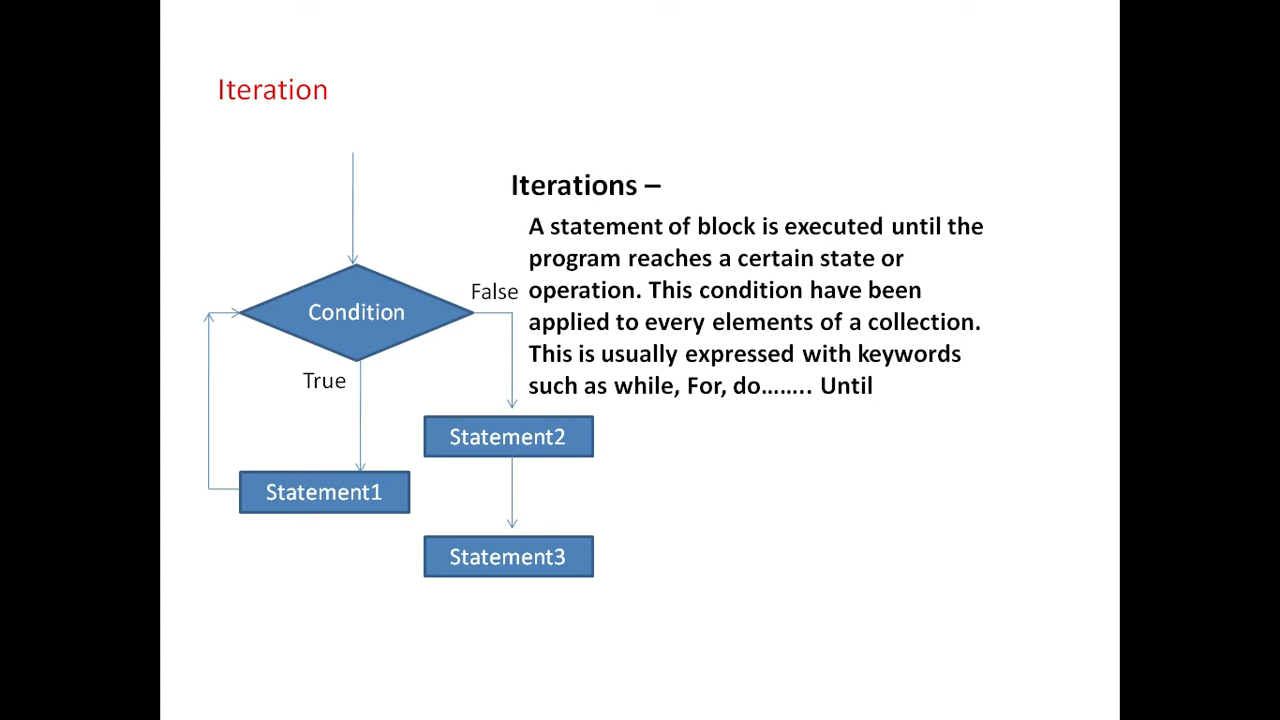 Iteration
Iterations –
A statement of block is executed until the
program reaches a certain state or
operation. This condition have been
applied to every elements of a collection.
This is usually expressed with keywords
such as while, For, do…….. Until
False
Condition
True
Statement2
Statement1
Statement3